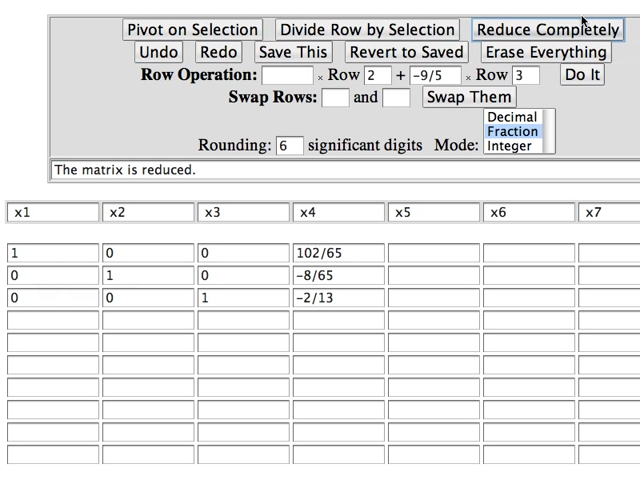 Pivot on Selection Divide Row by Selection Reduce Completely
Undo Redo Save This Revert to Saved Erase Everything
Row Operation: × Row 2 + -9/5 × Row 3 Do It
Swap Rows: and Swap Them
Decimal
Fraction
Rounding: 6 significant digits Mode: Integer
The matrix is reduced.
x1 x2 x3 x4 x5 x6 x7
1 0 0 102/65
0 1 0 -8/65
0 0 1 -2/13